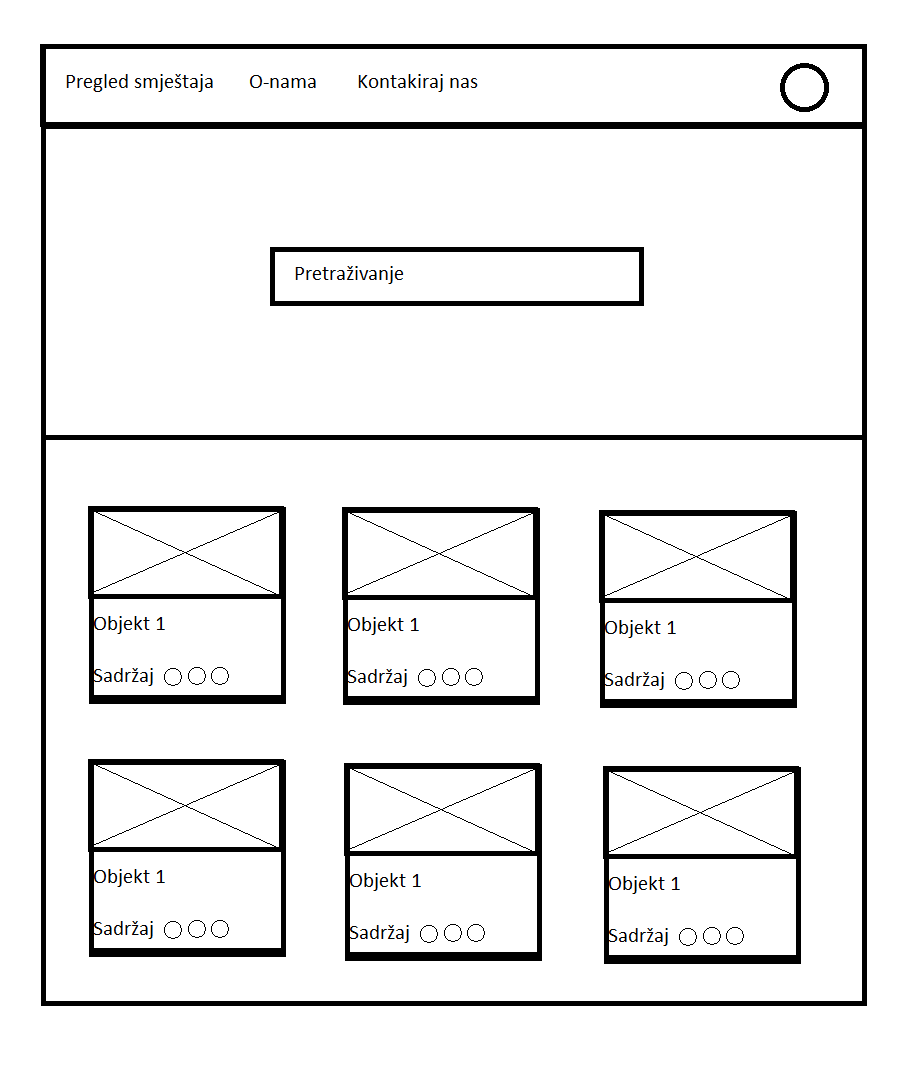 Pregled smještaja O-nama Kontakiraj nas
Pretraživanje
Objekt 1
Sadržaj
Objekt 1
Sadržaj
Objekt 1
Sadržaj
Objekt 1
Sadržaj
Objekt 1
Sadržaj
Objekt 1
Sadržaj